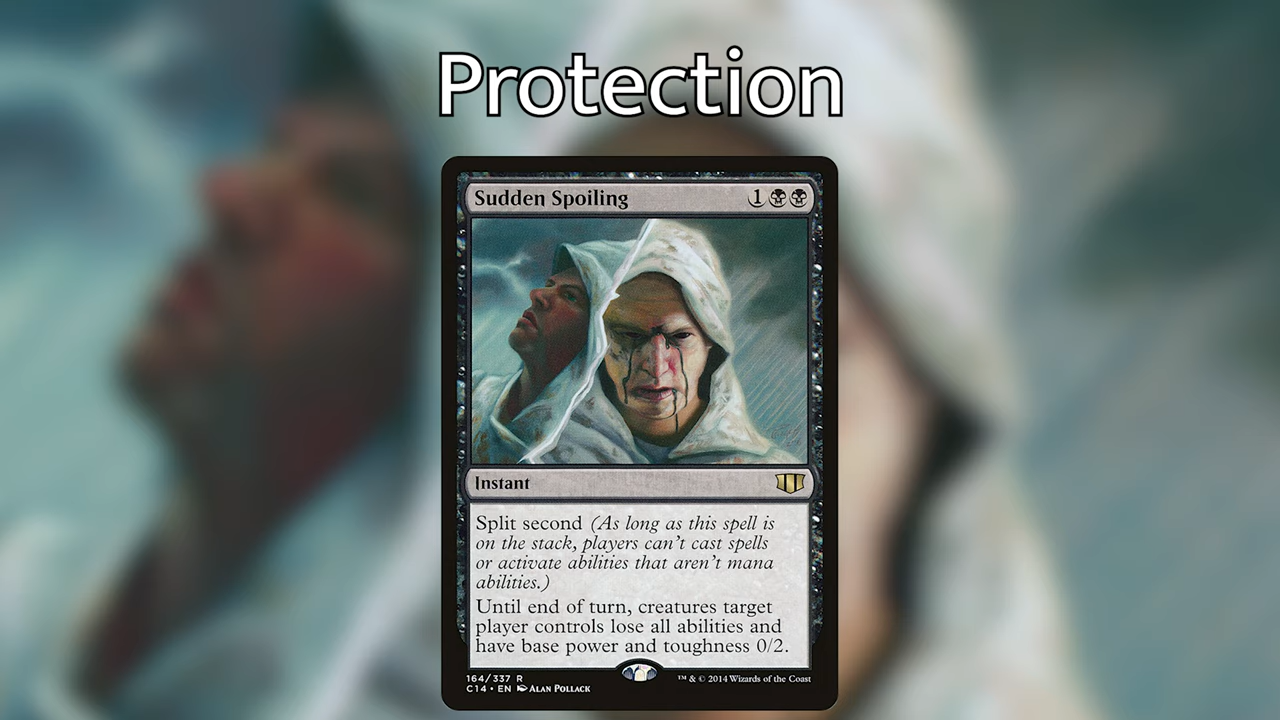 Protection
Sudden Spoiling 1
Instant
Split second (As long as this spell is
on the stack, players can't cast spells
or activate abilities that aren't mana
abilities.)
Until end of turn, creatures target
player controls lose all abilities and
have base power and toughness 0/2.
164/337 R
C14 • EN Alan Pollack
™ & © 2014 Wizards of the Coast